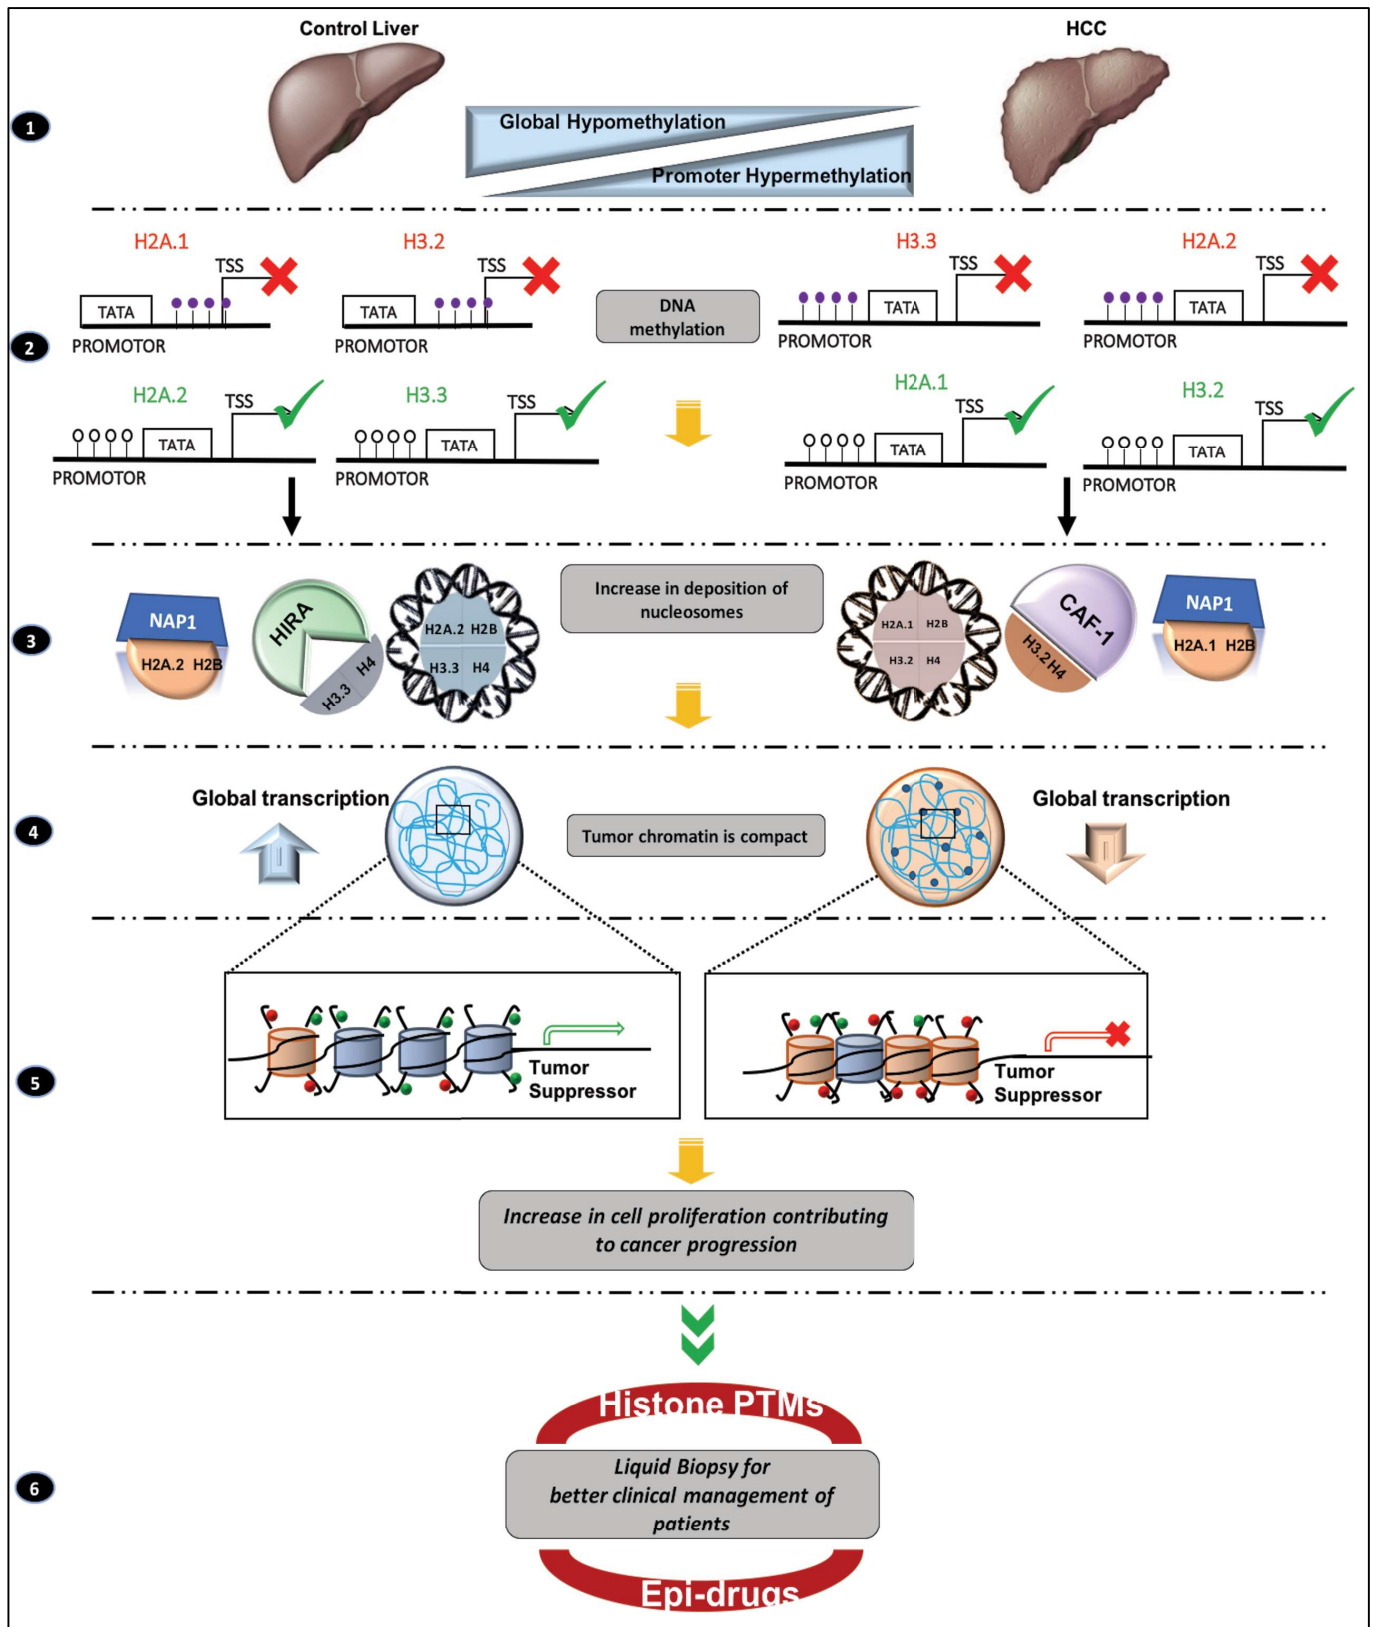 Control Liver
HCC
1
Global Hypomethylation
Promoter Hypermethylation
H2A.1
H3.2
H3.3
H2A.2
TSS
TSS
TSS
TSS
TATA
TATA
TATA
TATA
DNA
methylation
PROMOTOR
PROMOTOR
PROMOTOR
PROMOTOR
2
H2A.2
H3.3
H2A.1
H3.2
TSS
TSS
TSS
TSS
TATA
TATA
TATA
TATA
PROMOTOR
PROMOTOR
PROMOTOR
PROMOTOR
3
NAP1
H2A.2 H2B
HIRA
H3.3 H4
H2A.2 H2B
H3.3 H4
Increase in deposition of
nucleosomes
H2A.1 H2B
H3.2 H4
CAF-1
H3.2 H4
NAP1
H2A.1 H2B
4
Global transcription
Tumor chromatin is compact
Global transcription
5
Tumor
Suppressor
Tumor
Suppressor
Increase in cell proliferation contributing
to cancer progression
6
Histone PTMs
Liquid Biopsy for
better clinical management of
patients
Epi-drugs